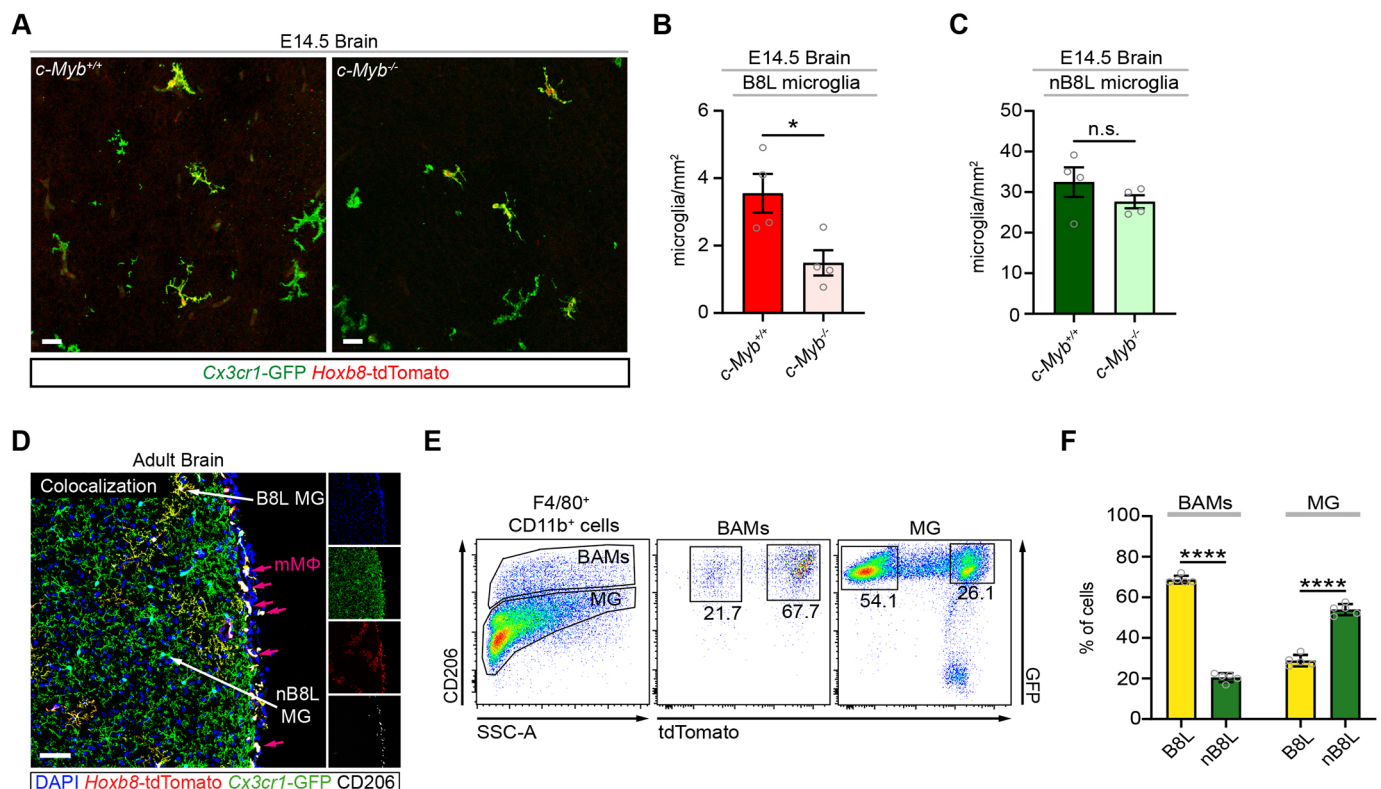 A
E14.5 Brain
c-Myb+/+
c-Myb-/-
Cx3cr1-GFP Hoxb8-tdTomato
B
E14.5 Brain
B8L microglia
6
4
2
0
microglia/mm2
*
c-Myb+/+
c-Myb-/-
C
E14.5 Brain
nB8L microglia
50
40
30
20
10
0
microglia/mm2
n.s.
c-Myb+/+
c-Myb-/-
D
Adult Brain
Colocalization
B8L MG
mMΦ
nB8L
MG
DAPI Hoxb8-tdTomato Cx3cr1-GFP CD206
E
F4/80+
CD11b+ cells
BAMs
MG
CD206
SSC-A
BAMs
21.7
67.7
MG
54.1
26.1
tdTomato
GFP
F
BAMs
MG
100
80
60
40
20
0
% of cells
****
****
B8L
nB8L
B8L
nB8L